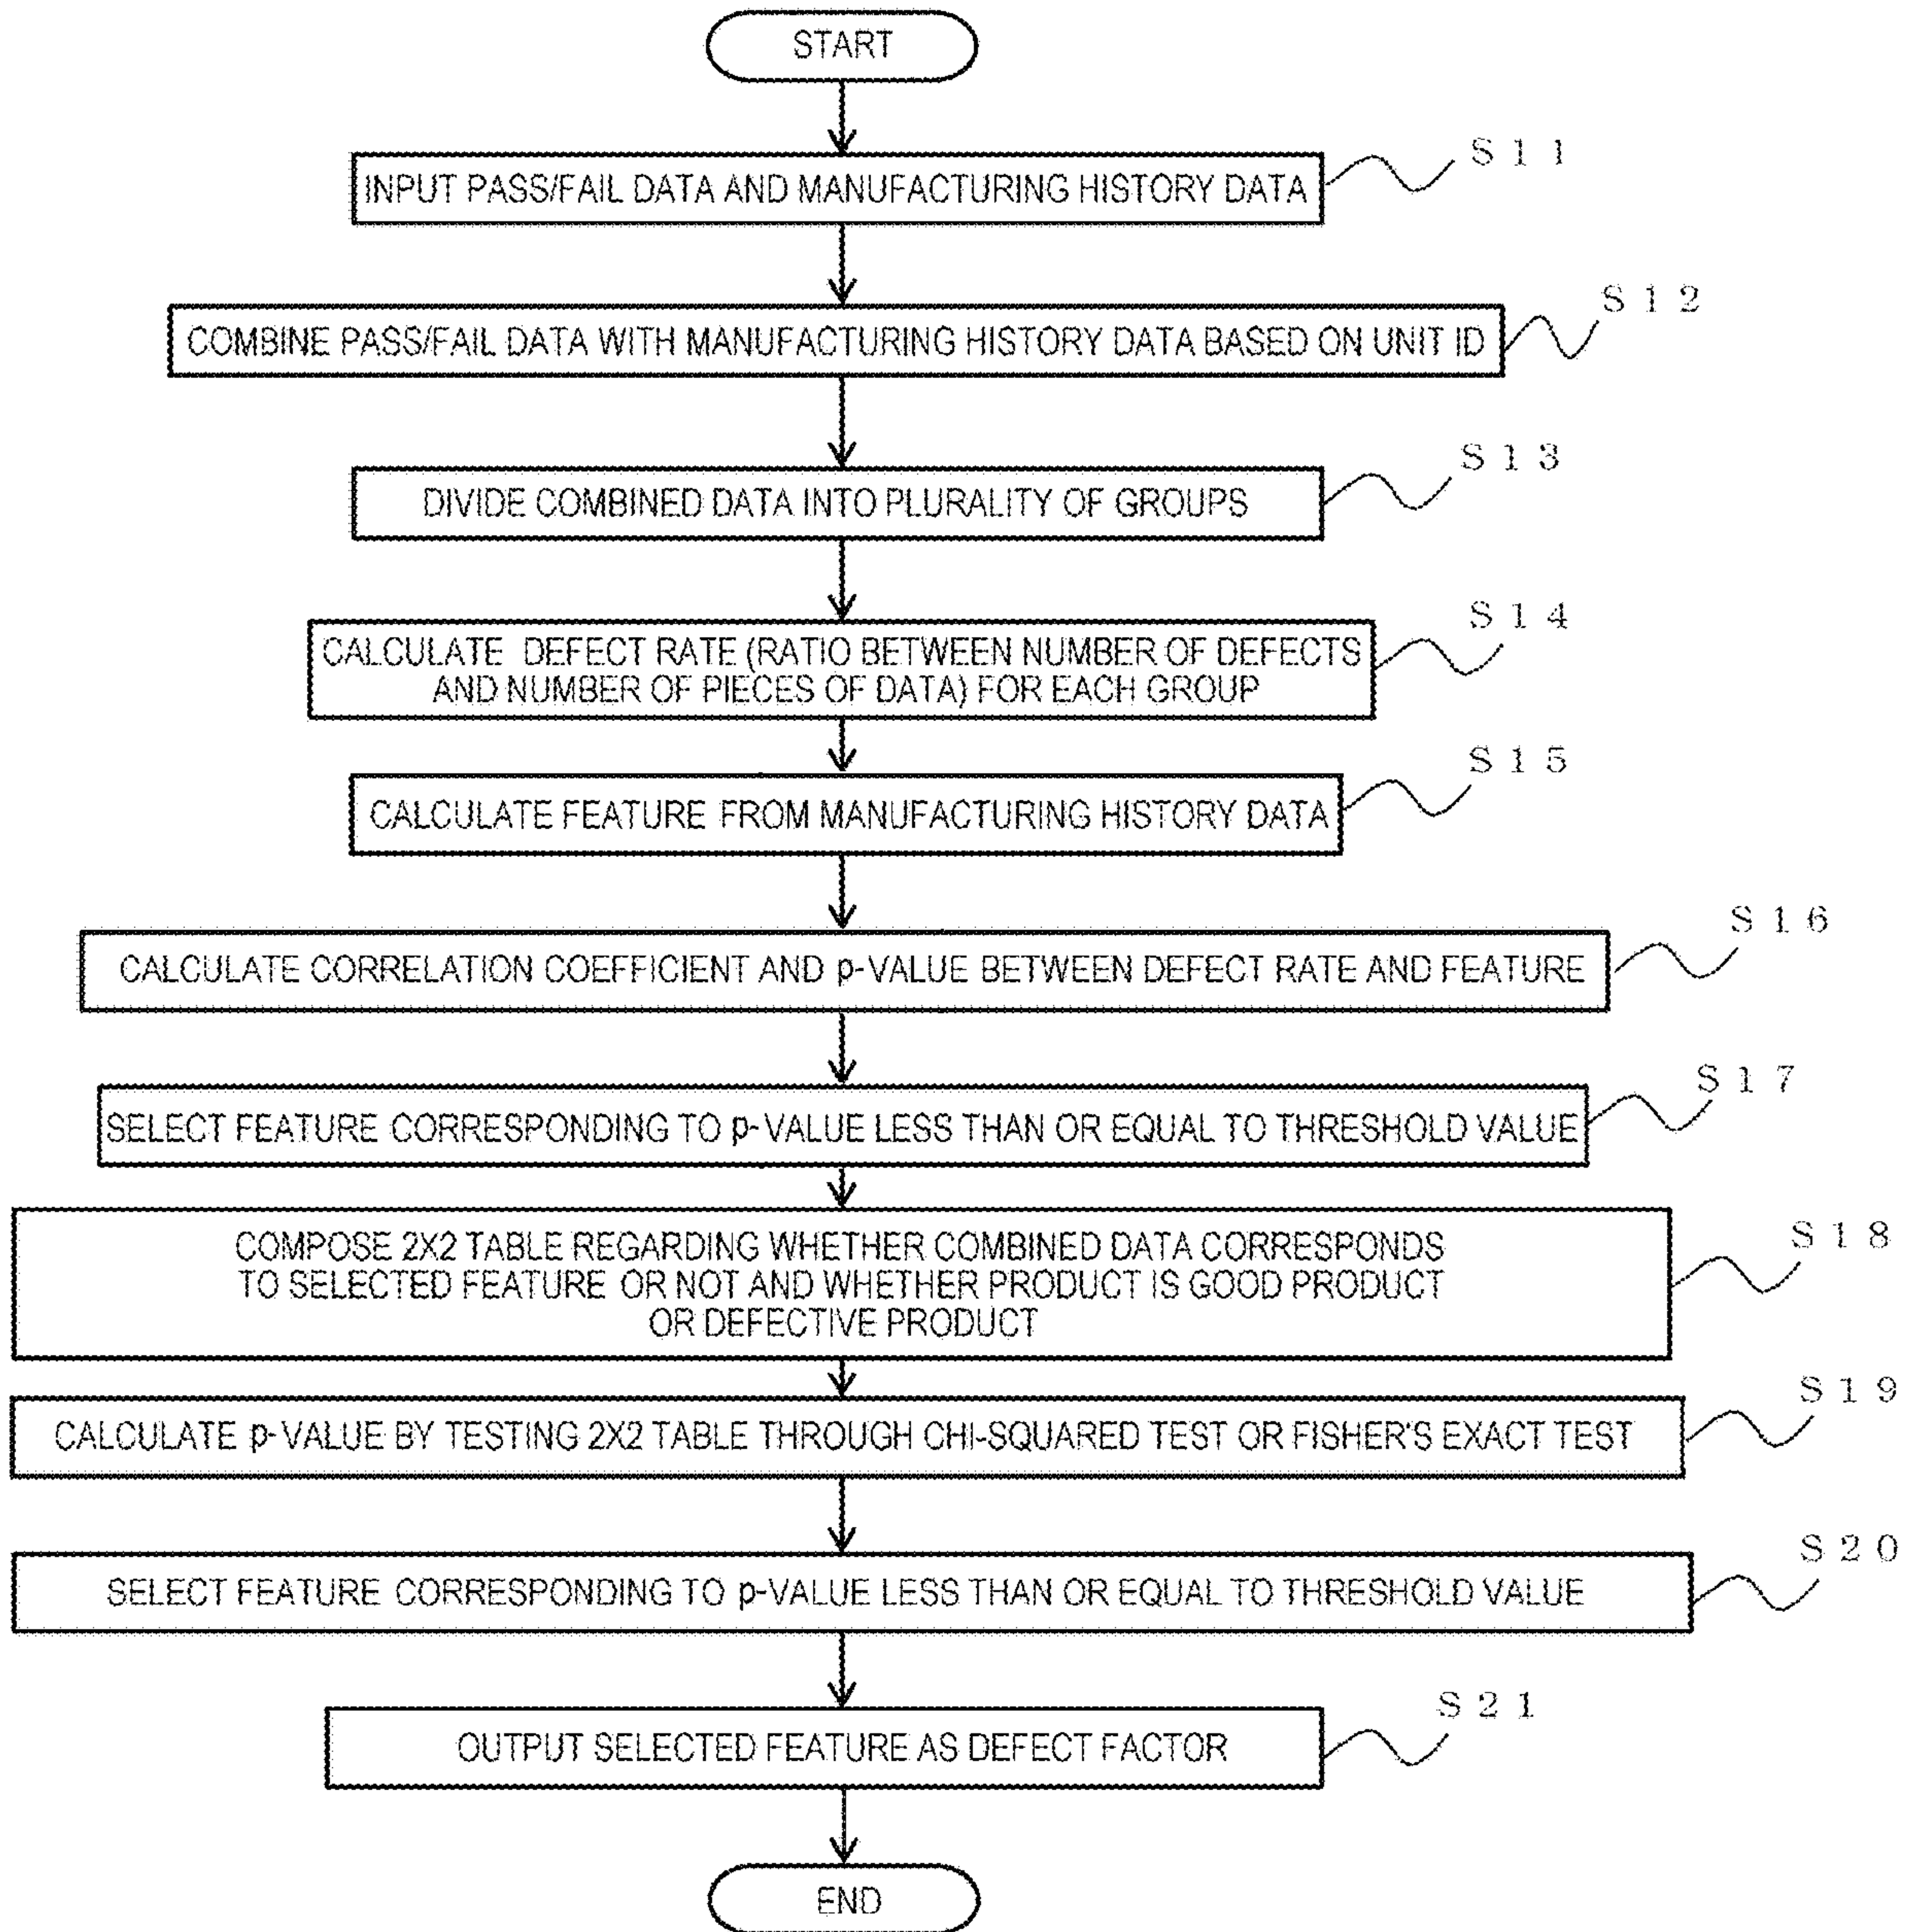 START
INPUT PASS/FAIL DATA AND MANUFACTURING HISTORY DATA
S11
COMBINE PASS/FAIL DATA WITH MANUFACTURING HISTORY DATA BASED ON UNIT ID
S12
DIVIDE COMBINED DATA INTO PLURALITY OF GROUPS
S13
CALCULATE DEFECT RATE (RATIO BETWEEN NUMBER OF DEFECTS
AND NUMBER OF PIECES OF DATA) FOR EACH GROUP
S14
CALCULATE FEATURE FROM MANUFACTURING HISTORY DATA
S15
CALCULATE CORRELATION COEFFICIENT AND p-VALUE BETWEEN DEFECT RATE AND FEATURE
S16
SELECT FEATURE CORRESPONDING TO p-VALUE LESS THAN OR EQUAL TO THRESHOLD VALUE
S17
COMPOSE 2X2 TABLE REGARDING WHETHER COMBINED DATA CORRESPONDS
TO SELECTED FEATURE OR NOT AND WHETHER PRODUCT IS GOOD PRODUCT
OR DEFECTIVE PRODUCT
S18
CALCULATE p-VALUE BY TESTING 2X2 TABLE THROUGH CHI-SQUARED TEST OR FISHER'S EXACT TEST
S19
SELECT FEATURE CORRESPONDING TO p-VALUE LESS THAN OR EQUAL TO THRESHOLD VALUE
S20
OUTPUT SELECTED FEATURE AS DEFECT FACTOR
S21
END